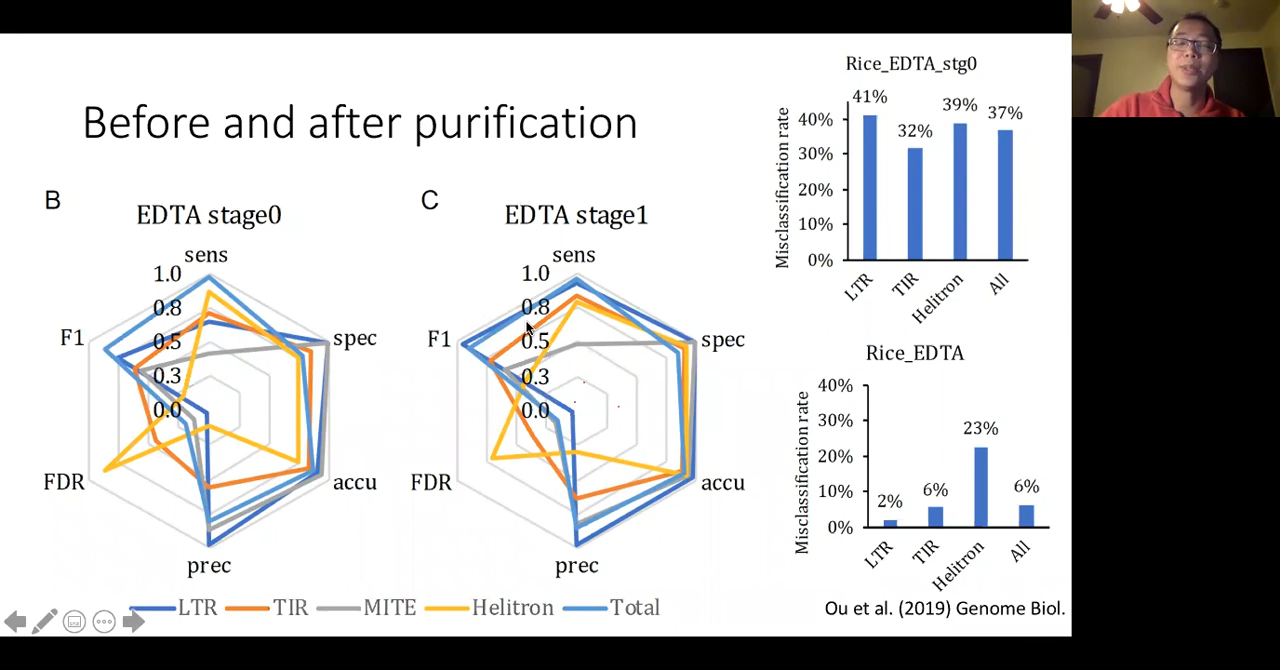 Before and after purification
B
EDTA stage0
sens
1.0
0.8
0.5
0.3
0.0
F1
spec
FDR
accu
prec
C
EDTA stage1
sens
1.0
0.8
0.5
0.3
0.0
F1
spec
FDR
accu
prec
LTR TIR MITE Helitron Total
Rice_EDTA_stg0
Misclassification rate
40%
30%
20%
10%
0%
41%
32%
39%
37%
LTR
TIR
Helitron
All
Rice_EDTA
Misclassification rate
40%
30%
20%
10%
0%
2%
6%
23%
6%
LTR
TIR
Helitron
All
Ou et al. (2019) Genome Biol.